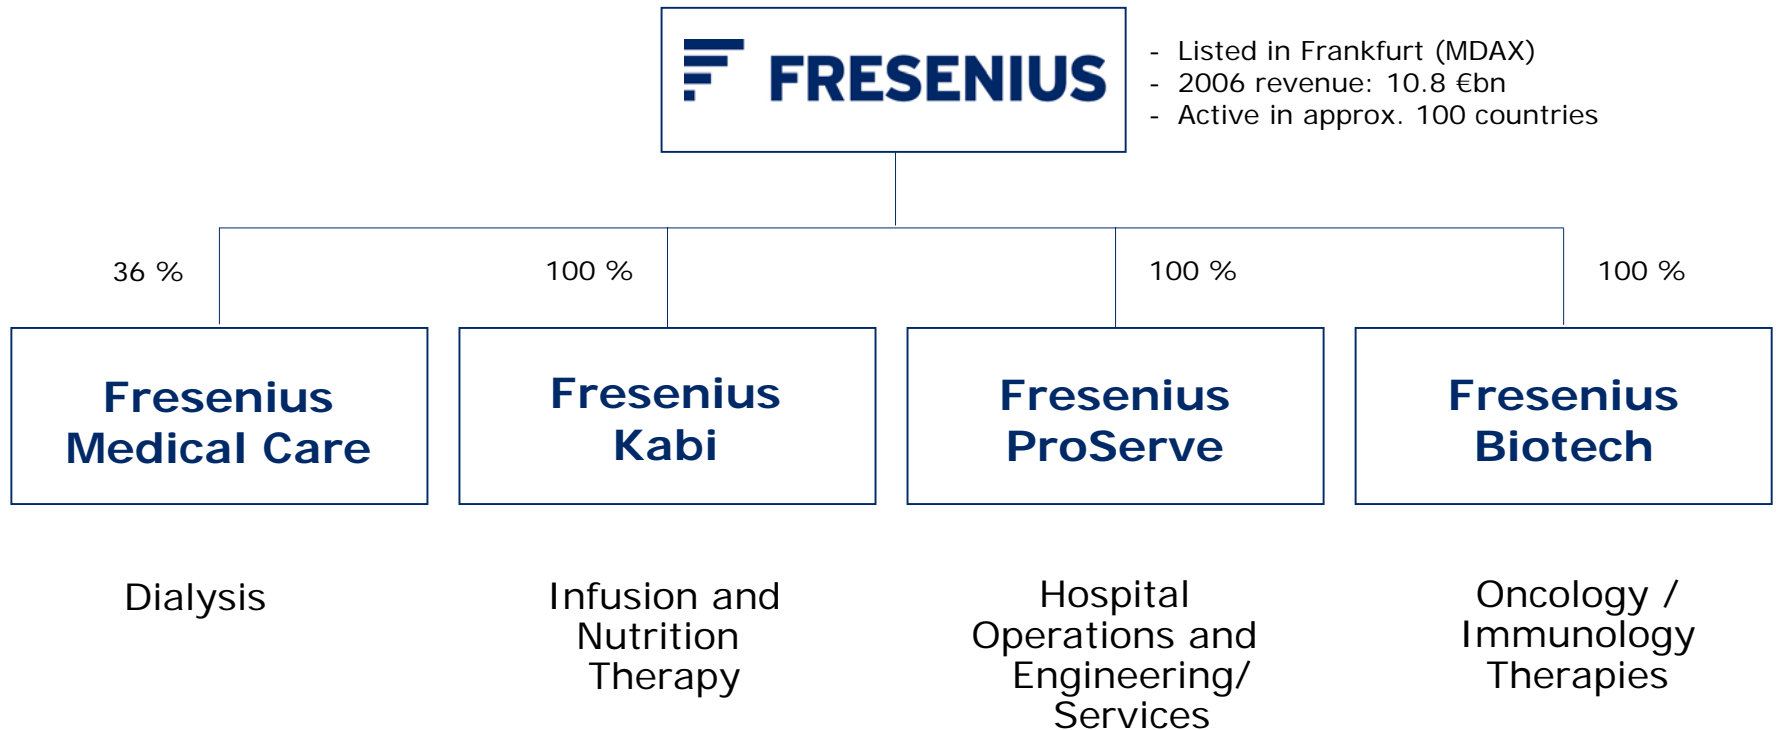 FRESENIUS
- Listed in Frankfurt (MDAX)
- 2006 revenue: 10.8 €bn
- Active in approx. 100 countries
36 %
100 %
100 %
100 %
Fresenius
Medical Care
Fresenius
Kabi
Fresenius
ProServe
Fresenius
Biotech
Dialysis
Infusion and
Nutrition
Therapy
Hospital
Operations and
Engineering/
Services
Oncology /
Immunology
Therapies